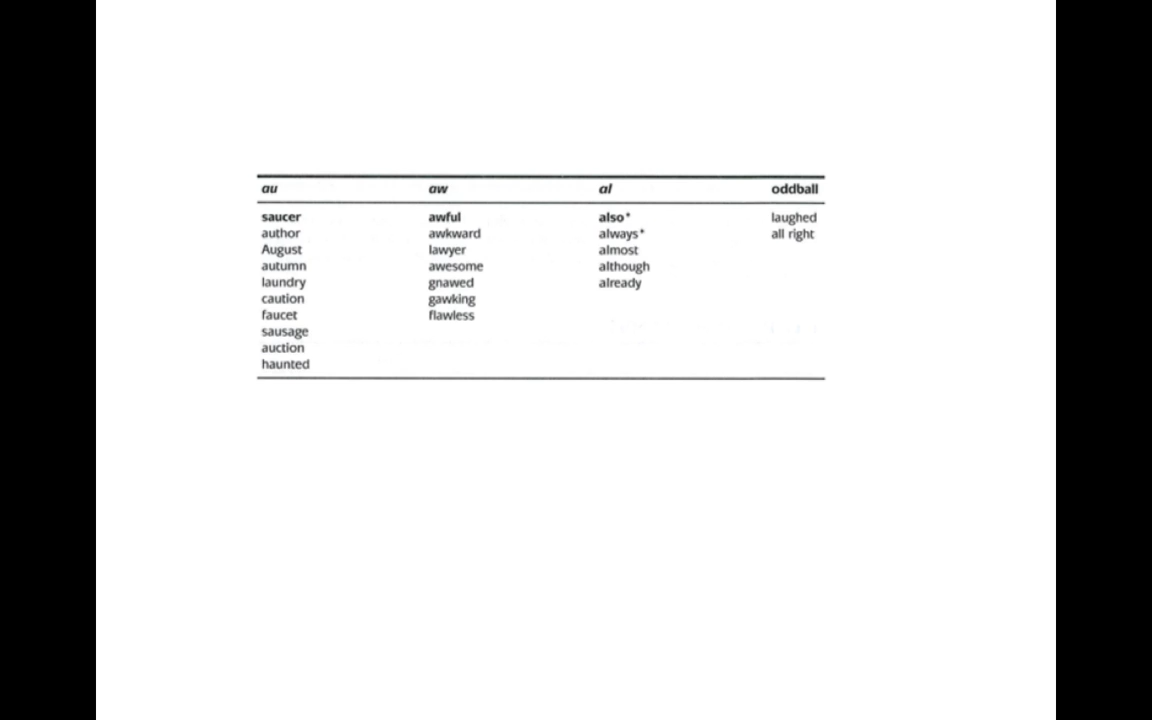 au aw al oddball
saucer awful also* laughed
author awkward always* all right
August lawyer almost
autumn awesome although
laundry gnawed already
caution gawking
faucet flawless
sausage
auction
haunted